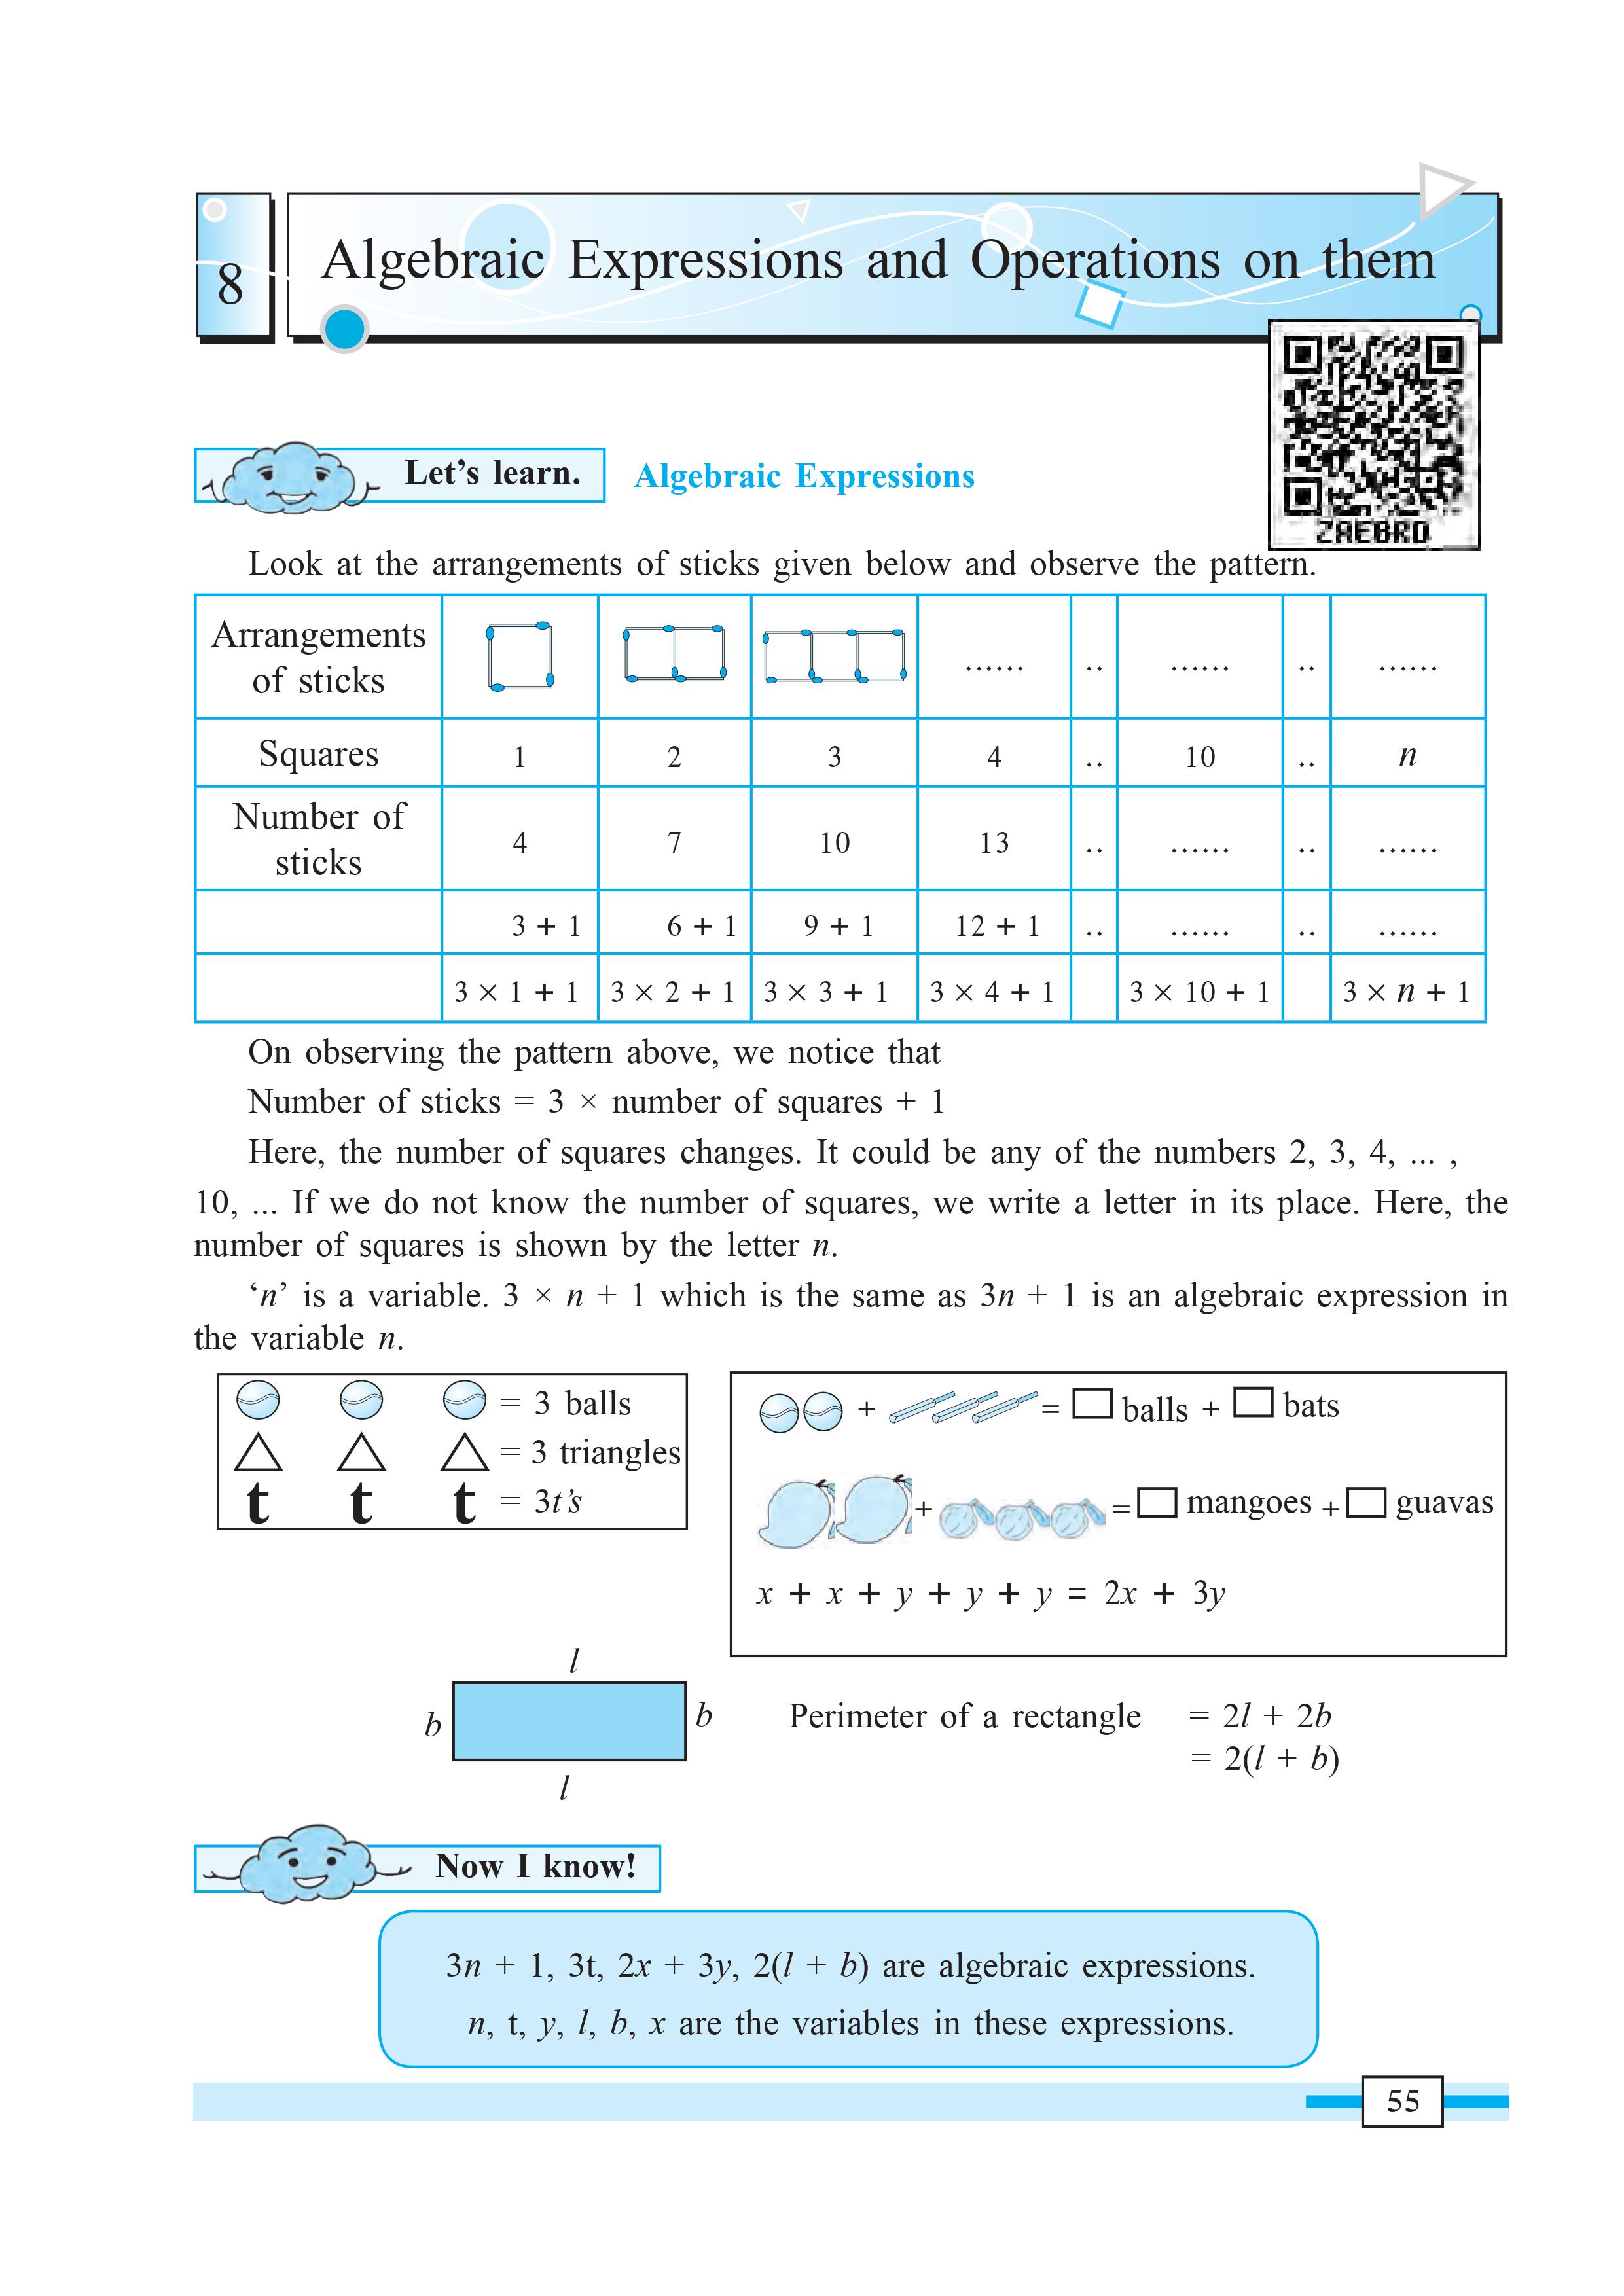 8
Algebraic Expressions and Operations on them
ZAEBRD
Let’s learn. Algebraic Expressions
Look at the arrangements of sticks given below and observe the pattern.
Arrangements of sticks ...... .. ...... .. ......
Squares 1 2 3 4 .. 10 .. n
Number of sticks 4 7 10 13 .. ...... .. ......
3 + 1 6 + 1 9 + 1 12 + 1 .. ...... .. ......
3 × 1 + 1 3 × 2 + 1 3 × 3 + 1 3 × 4 + 1 3 × 10 + 1 3 × n + 1
On observing the pattern above, we notice that
Number of sticks = 3 × number of squares + 1
Here, the number of squares changes. It could be any of the numbers 2, 3, 4, ... ,
10, ... If we do not know the number of squares, we write a letter in its place. Here, the
number of squares is shown by the letter n.
‘n’ is a variable. 3 × n + 1 which is the same as 3n + 1 is an algebraic expression in
the variable n.
= 3 balls
= 3 triangles
t t t = 3t’s
+ = □ balls + □ bats
+ = □ mangoes + □ guavas
x + x + y + y + y = 2x + 3y
l
b b
l
Perimeter of a rectangle = 2l + 2b
= 2(l + b)
Now I know!
3n + 1, 3t, 2x + 3y, 2(l + b) are algebraic expressions.
n, t, y, l, b, x are the variables in these expressions.
55